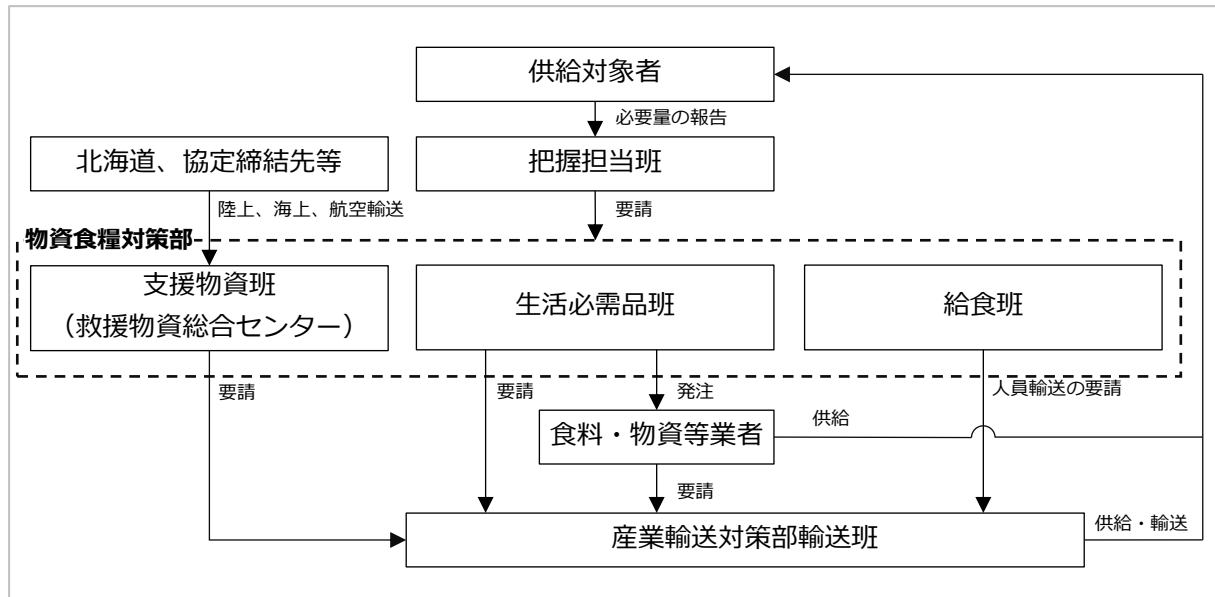 供給対象者
必要量の報告
北海道、協定締結先等
把握担当班
陸上、海上、航空輸送
要請
物資食糧対策部
支援物資班
（救援物資総合センター）
生活必需品班
給食班
要請
要請
発注
人員輸送の要請
食料・物資等業者
供給
要請
産業輸送対策部輸送班
供給・輸送